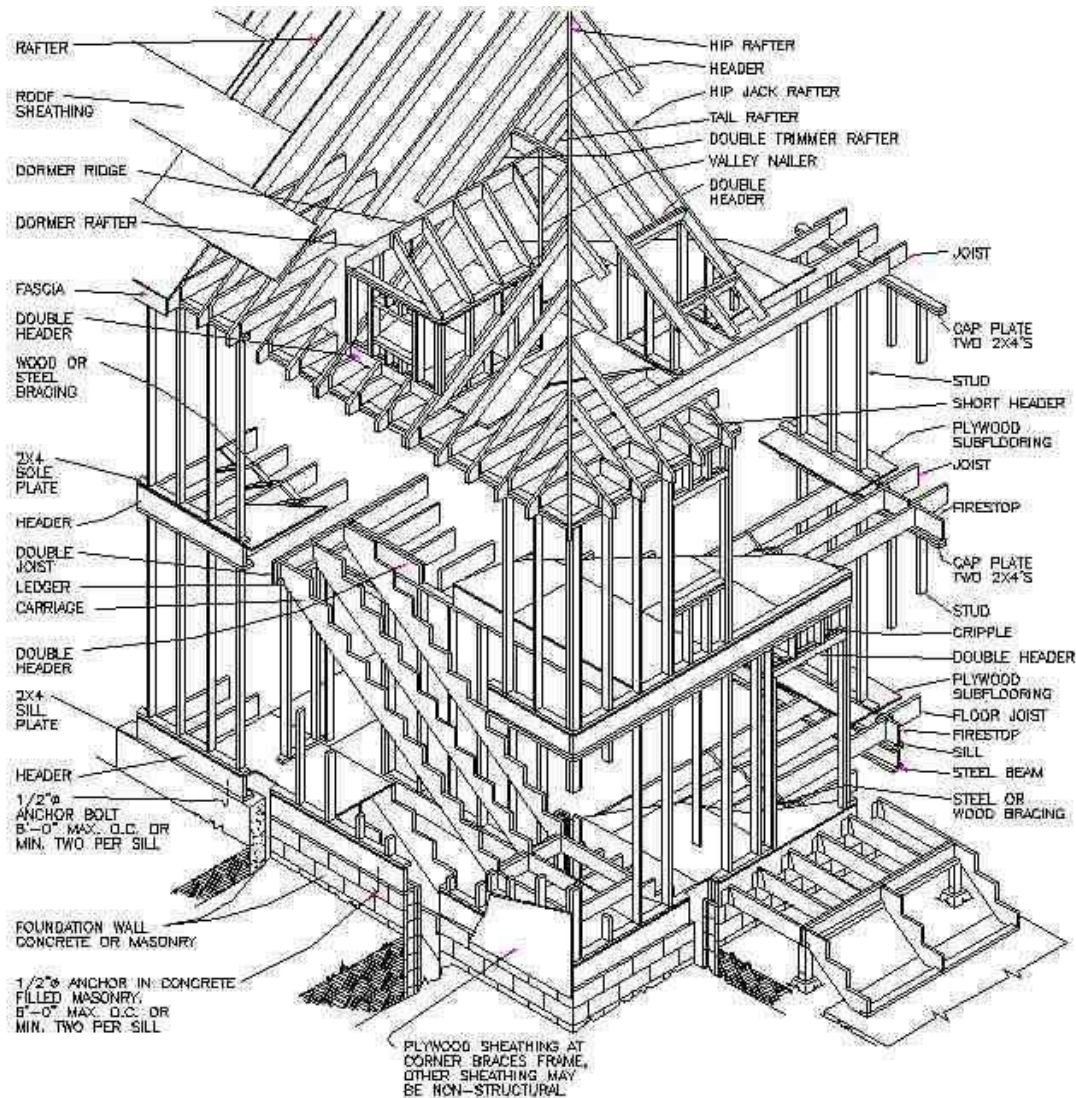 RAFTER
ROOF
SHEATHING
DORMER RIDGE
DORMER RAFTER
FASCIA
DOUBLE
HEADER
WOOD OR
STEEL
BRACING
2X4
SOLE
PLATE
HEADER
DOUBLE
JOIST
LEDGER
CARRIAGE
DOUBLE
HEADER
2X4
SILL
PLATE
HEADER
1/2"ø
ANCHOR BOLT
8'-0" MAX. O.C. OR
MIN. TWO PER SILL
FOUNDATION WALL
CONCRETE OR MASONRY
1/2"ø ANCHOR IN CONCRETE
FILLED MASONRY.
8'-0" MAX. O.C. OR
MIN. TWO PER SILL
PLYWOOD SHEATHING AT
CORNER BRACES FRAME,
OTHER SHEATHING MAY
BE NON-STRUCTURAL
HIP RAFTER
HEADER
HIP JACK RAFTER
TAIL RAFTER
DOUBLE TRIMMER RAFTER
VALLEY NAILER
DOUBLE
HEADER
JOIST
CAP PLATE
TWO 2X4'S
STUD
SHORT HEADER
PLYWOOD
SUBFLOORING
JOIST
FIRESTOP
CAP PLATE
TWO 2X4'S
STUD
CRIPPLE
DOUBLE HEADER
PLYWOOD
SUBFLOORING
FLOOR JOIST
FIRESTOP
SILL
STEEL BEAM
STEEL OR
WOOD BRACING